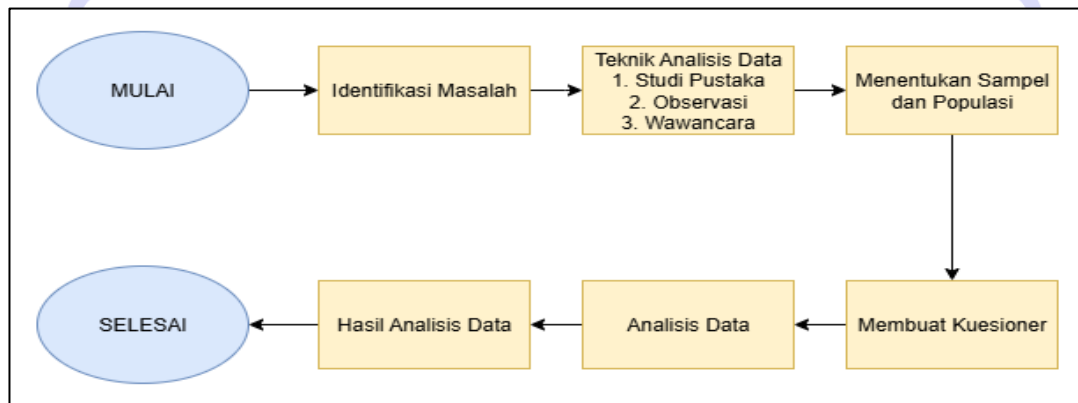 MULAI
Identifikasi Masalah
Teknik Analisis Data
1. Studi Pustaka
2. Observasi
3. Wawancara
Menentukan Sampel
dan Populasi
Membuat Kuesioner
Analisis Data
Hasil Analisis Data
SELESAI